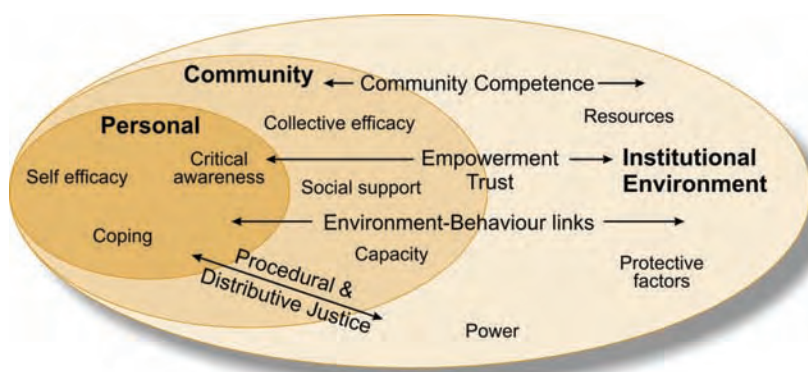 Community
Community Competence
Personal
Collective efficacy
Resources
Self efficacy
Critical
awareness
Empowerment
Trust
Institutional
Environment
Social support
Environment-Behaviour links
Coping
Capacity
Procedural &
Distributive Justice
Protective
factors
Power